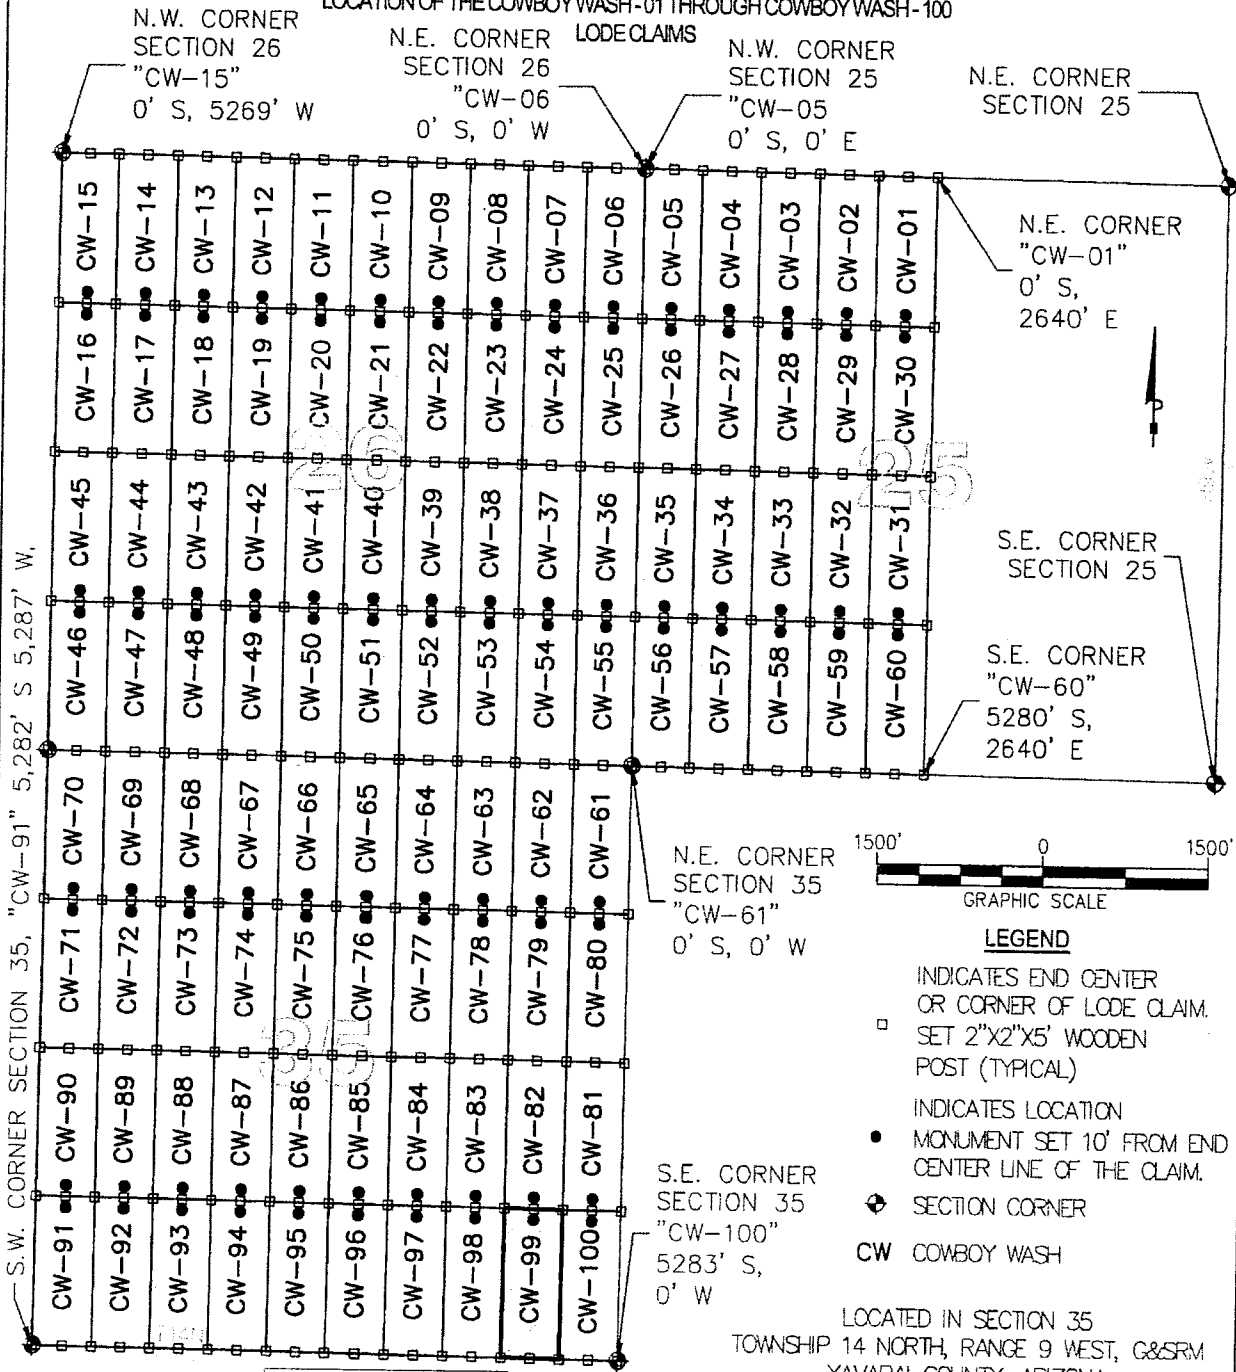 LOCATION OF THE COWBOY WASH-01 THROUGH COWBOY WASH-100
LODE CLAIMS
N.W. CORNER
SECTION 26
"CW-15"
0' S, 5269' W
N.E. CORNER
SECTION 26
"CW-06
0' S, 0' W
N.W. CORNER
SECTION 25
"CW-05
0' S, 0' E
N.E. CORNER
SECTION 25
CW-15 CW-14 CW-13 CW-12 CW-11 CW-10 CW-09 CW-08 CW-07 CW-06 CW-05 CW-04 CW-03 CW-02 CW-01
N.E. CORNER
"CW-01"
0' S,
2640' E
CW-16 CW-17 CW-18 CW-19 CW-20 CW-21 CW-22 CW-23 CW-24 CW-25 CW-26 CW-27 CW-28 CW-29 CW-30
26
25
CW-45 CW-44 CW-43 CW-42 CW-41 CW-40 CW-39 CW-38 CW-37 CW-36 CW-35 CW-34 CW-33 CW-32 CW-31
S.E. CORNER
SECTION 25
CW-46 CW-47 CW-48 CW-49 CW-50 CW-51 CW-52 CW-53 CW-54 CW-55 CW-56 CW-57 CW-58 CW-59 CW-60
S.E. CORNER
"CW-60"
5280' S,
2640' E
S.W. CORNER SECTION 35, "CW-91" 5,282' S 5,287' W,
CW-70 CW-69 CW-68 CW-67 CW-66 CW-65 CW-64 CW-63 CW-62 CW-61
N.E. CORNER
SECTION 35
"CW-61"
0' S, 0' W
CW-71 CW-72 CW-73 CW-74 CW-75 CW-76 CW-77 CW-78 CW-79 CW-80
35
CW-90 CW-89 CW-88 CW-87 CW-86 CW-85 CW-84 CW-83 CW-82 CW-81
CW-91 CW-92 CW-93 CW-94 CW-95 CW-96 CW-97 CW-98 CW-99 CW-100
S.E. CORNER
SECTION 35
"CW-100"
5283' S,
0' W
1500' 0 1500'
GRAPHIC SCALE
LEGEND
INDICATES END CENTER
OR CORNER OF LODE CLAIM.
SET 2"X2"X5' WOODEN
POST (TYPICAL)
INDICATES LOCATION
MONUMENT SET 10' FROM END
CENTER LINE OF THE CLAIM.
SECTION CORNER
CW COWBOY WASH
LOCATED IN SECTION 35
TOWNSHIP 14 NORTH, RANGE 9 WEST, G&SRM
YAVAPAI COUNTY, ARIZONA